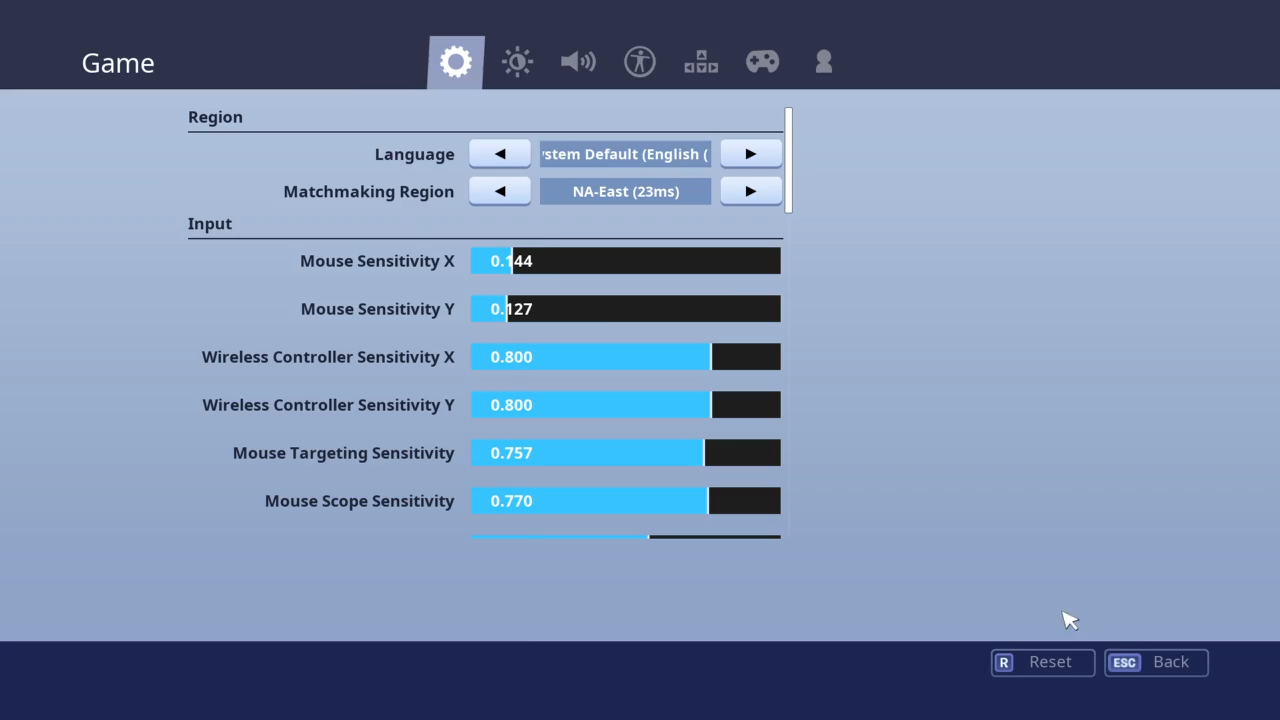 Game
Region
Language ◄ ystem Default (English ( ►
Matchmaking Region ◄ NA-East (23ms) ►
Input
Mouse Sensitivity X 0.144
Mouse Sensitivity Y 0.127
Wireless Controller Sensitivity X 0.800
Wireless Controller Sensitivity Y 0.800
Mouse Targeting Sensitivity 0.757
Mouse Scope Sensitivity 0.770
R Reset ESC Back